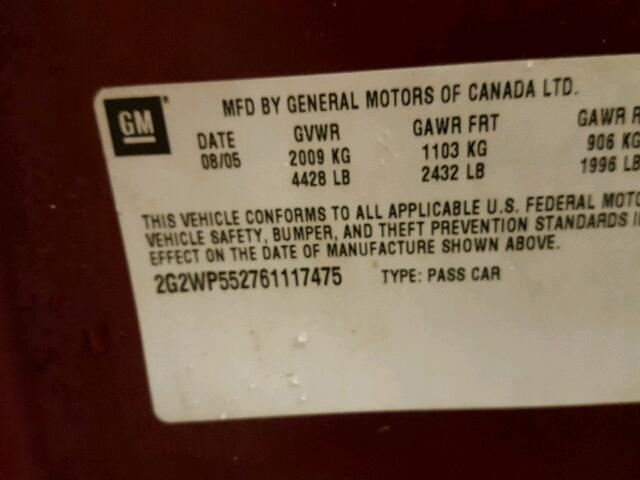 GM
MFD BY GENERAL MOTORS OF CANADA LTD.
DATE GVWR GAWR FRT GAWR
08/05 2009 KG 1103 KG 906 KG
4428 LB 2432 LB 1996 LB
THIS VEHICLE CONFORMS TO ALL APPLICABLE U.S. FEDERAL
VEHICLE SAFETY, BUMPER, AND THEFT PREVENTION STANDARDS
EFFECT ON THE DATE OF MANUFACTURE SHOWN ABOVE.
2G2WP552761117475 TYPE: PASS CAR